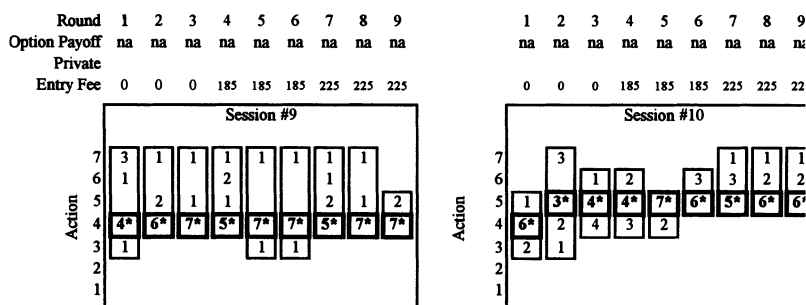 Round 1 2 3 4 5 6 7 8 9 1 2 3 4 5 6 7 8 9
Option Payoff na na na na na na na na na na na na na na na na na
Private
Entry Fee 0 0 0 185 185 185 225 225 225 0 0 0 185 185 185 225 225
Session #9 Session #10
7 3 1 1 1 1 1 1 1 7 3 1 1 1
6 1 2 1 6 1 2 3 3 2 2
5 2 1 1 2 1 2 5 1 3* 4* 4* 7* 6* 5* 6* 6*
Action 4 4* 6* 7* 5* 7* 7* 5* 7* 7* Action 4 6* 2 4 3 2
3 1 1 1 3 2 1
2 2
1 1